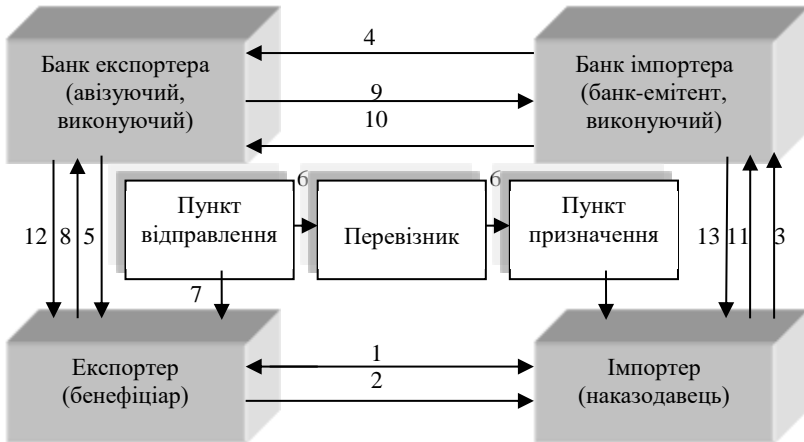 4
Банк експортера
(авізуючий,
виконуючий)
Банк імпортера
(банк-емітент,
виконуючий)
9
10
6
6
Пункт
відправлення
Перевізник
Пункт
призначення
12
8
5
13
11
3
7
Експортер
(бенефіціар)
1
2
Імпортер
(наказодавець)